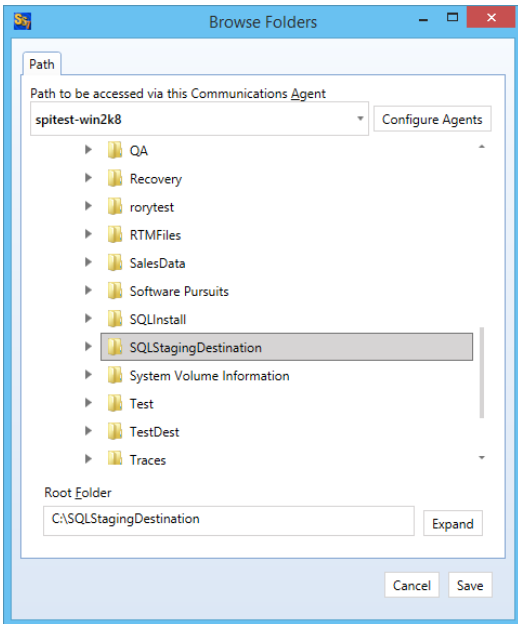 Browse Folders
Path
Path to be accessed via this Communications Agent
spitest-win2k8
Configure Agents
QA
Recovery
rorytest
RTMFiles
SalesData
Software Pursuits
SQLInstall
SQLStagingDestination
System Volume Information
Test
TestDest
Traces
Root Folder
C:\SQLStagingDestination
Expand
Cancel Save